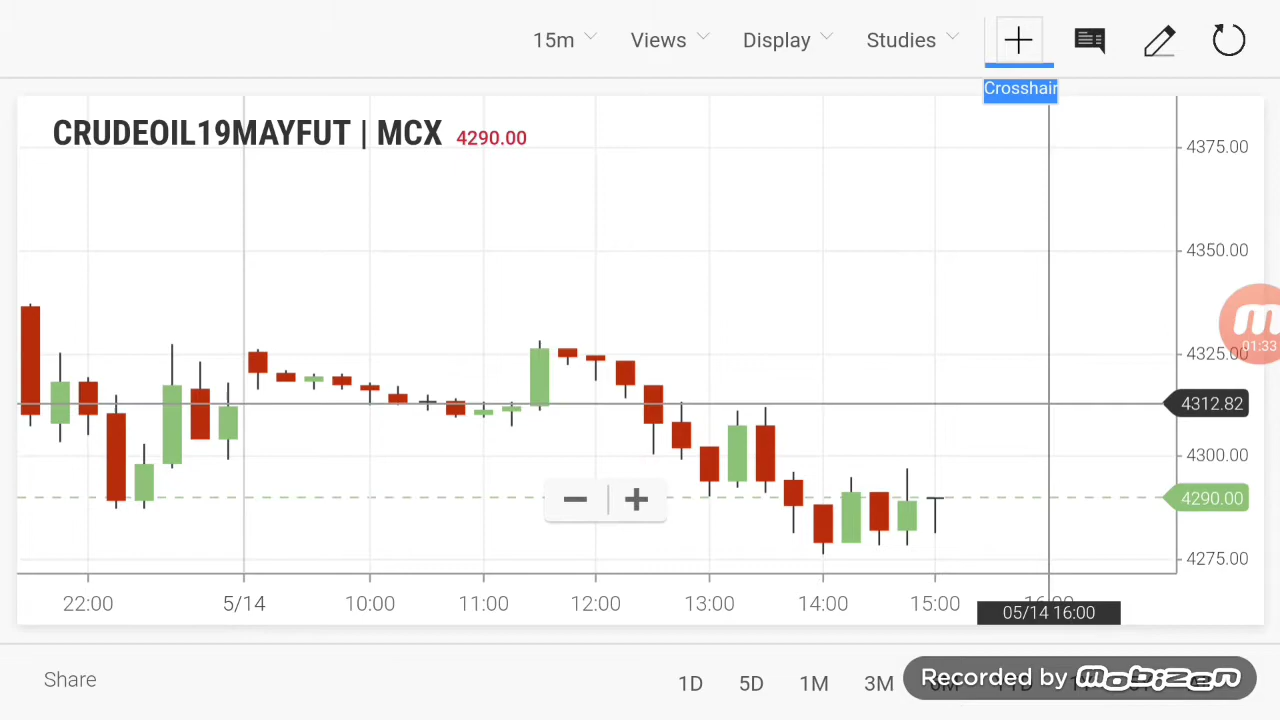 15m Views Display Studies
Crosshair
CRUDEOIL19MAYFUT | MCX 4290.00
4375.00
4350.00
4325.00
01:33
4312.82
4300.00
4290.00
4275.00
22:00 5/14 10:00 11:00 12:00 13:00 14:00 15:00
05/14 16:00
Share 1D 5D 1M 3M
Recorded by mobizen